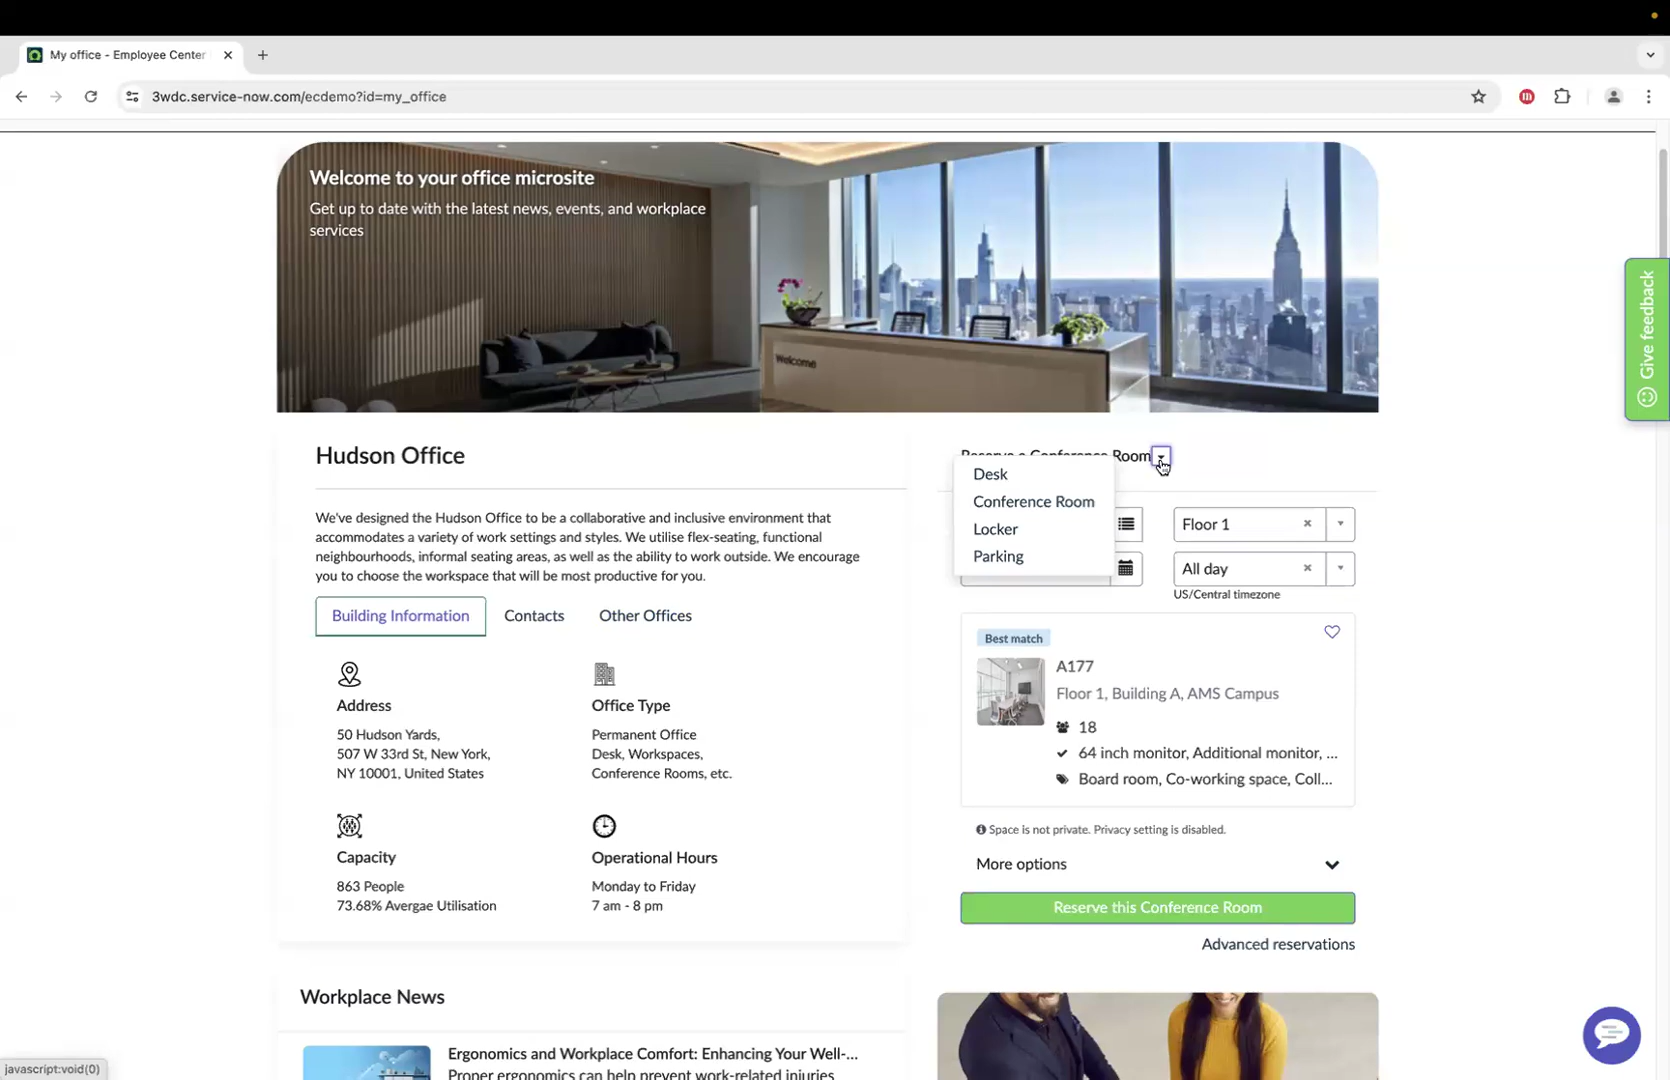 My office - Employee Center
3wdc.service-now.com/ecdemo?id=my_office
Welcome to your office microsite
Get up to date with the latest news, events, and workplace
services
Welcome
Give feedback
Hudson Office
We've designed the Hudson Office to be a collaborative and inclusive environment that
accommodates a variety of work settings and styles. We utilise flex-seating, functional
neighbourhoods, informal seating areas, as well as the ability to work outside. We encourage
you to choose the workspace that will be most productive for you.
Building Information Contacts Other Offices
Address
50 Hudson Yards,
507 W 33rd St, New York,
NY 10001, United States
Office Type
Permanent Office
Desk, Workspaces,
Conference Rooms, etc.
Capacity
863 People
73.68% Avergae Utilisation
Operational Hours
Monday to Friday
7 am - 8 pm
Reserve a Conference Room
Desk
Conference Room
Locker
Parking
Floor 1
All day
US/Central timezone
Best match
A177
Floor 1, Building A, AMS Campus
18
64 inch monitor, Additional monitor, ...
Board room, Co-working space, Coll...
Space is not private. Privacy setting is disabled.
More options
Reserve this Conference Room
Advanced reservations
Workplace News
Ergonomics and Workplace Comfort: Enhancing Your Well-...
Proper ergonomics can help prevent work-related injuries
javascript:void(0)